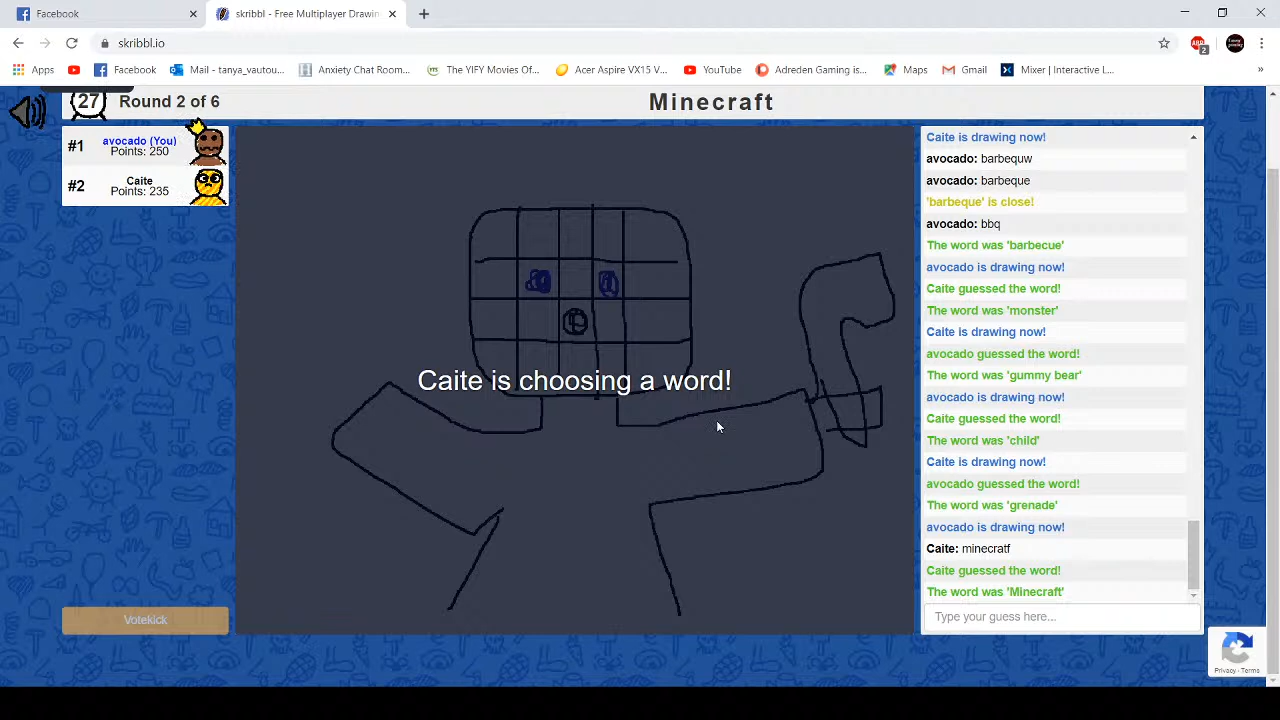 Facebook
skribbl - Free Multiplayer Drawin
skribbl.io
Apps
Facebook
Mail - tanya_vautou...
Anxiety Chat Room...
The YIFY Movies Of...
Acer Aspire VX15 V...
YouTube
Adreden Gaming is...
Maps
Gmail
Mixer | Interactive L...
»
2
27
Round 2 of 6
Minecraft
#1
avocado (You)
Points: 250
#2
Caite
Points: 235
Caite is choosing a word!
Votekick
Caite is drawing now!
avocado: barbequw
avocado: barbeque
'barbeque' is close!
avocado: bbq
The word was 'barbecue'
avocado is drawing now!
Caite guessed the word!
The word was 'monster'
Caite is drawing now!
avocado guessed the word!
The word was 'gummy bear'
avocado is drawing now!
Caite guessed the word!
The word was 'child'
Caite is drawing now!
avocado guessed the word!
The word was 'grenade'
avocado is drawing now!
Caite: minecratf
Caite guessed the word!
The word was 'Minecraft'
Type your guess here...
Privacy - Terms